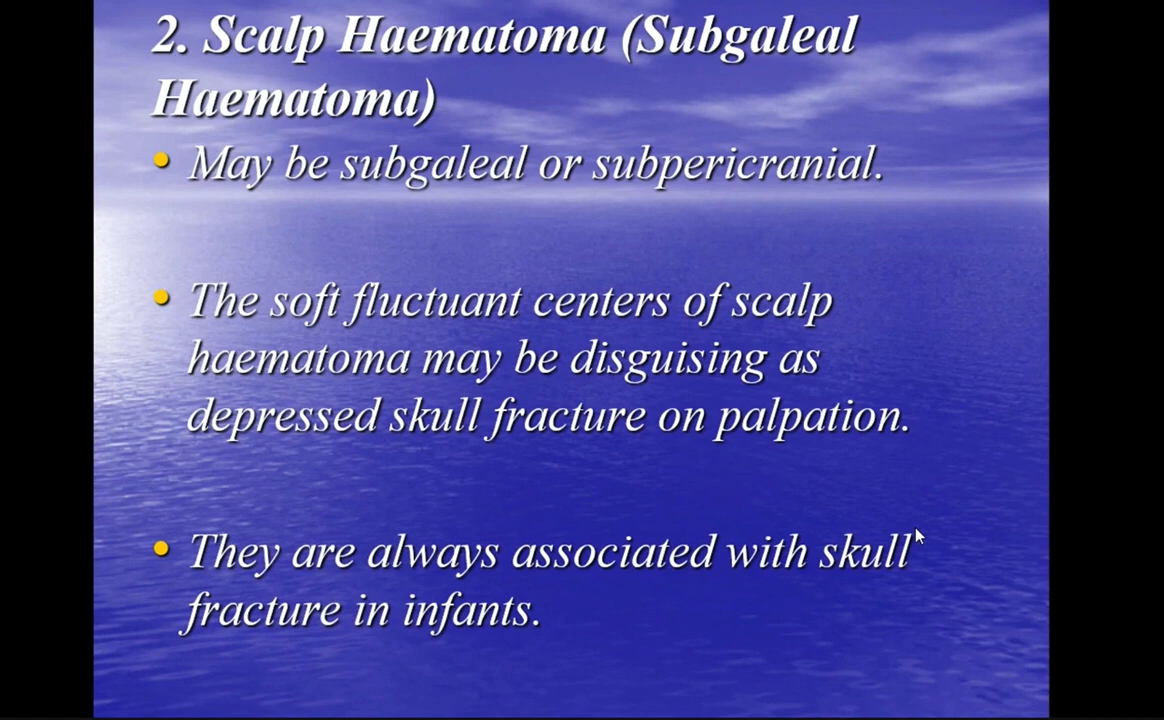 2. Scalp Haematoma (Subgaleal
Haematoma)
• May be subgaleal or subpericranial.
• The soft fluctuant centers of scalp
haematoma may be disguising as
depressed skull fracture on palpation.
• They are always associated with skull
fracture in infants.